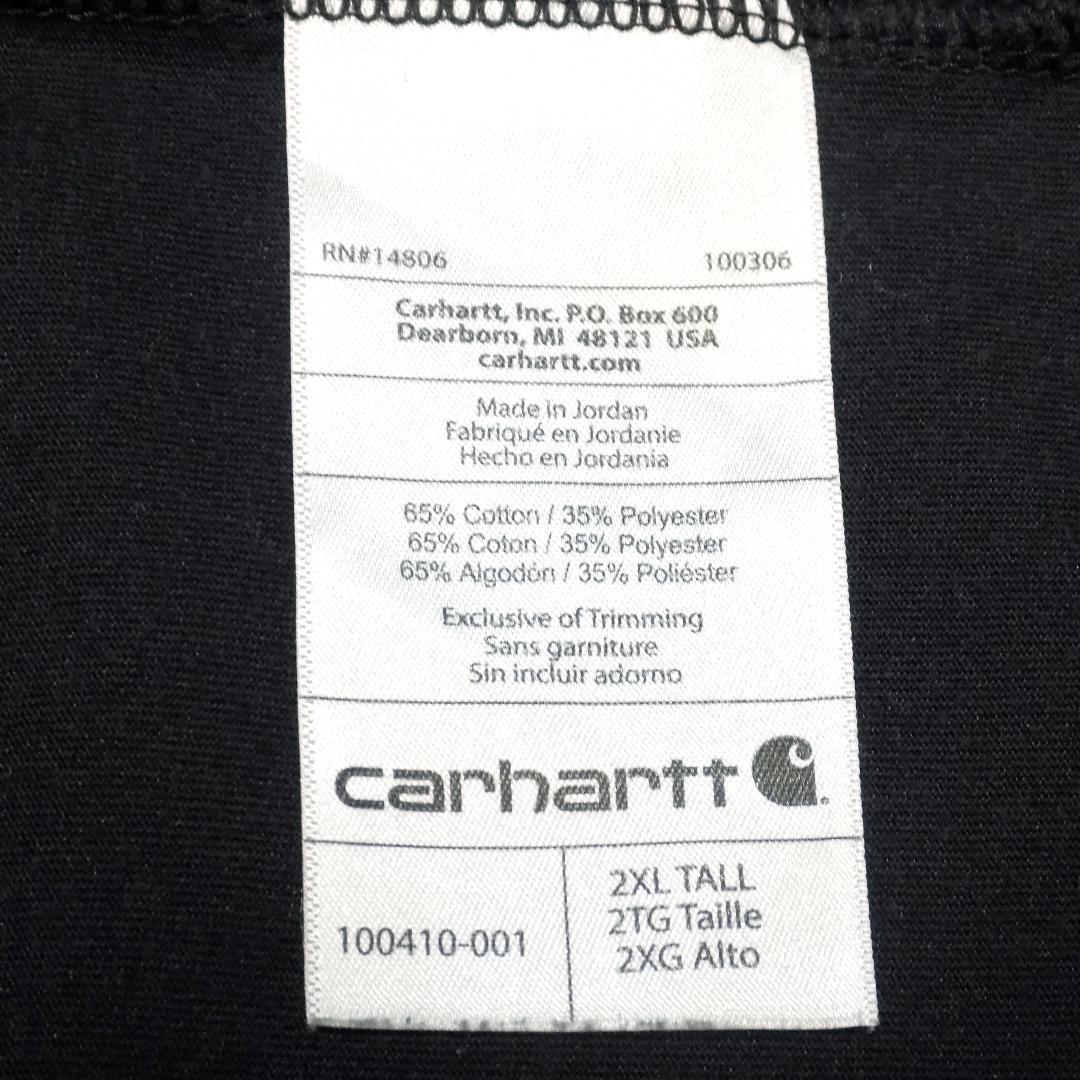 RN#14806 100306
Carhartt, Inc. P.O. Box 600
Dearborn, MI 48121 USA
carhartt.com
Made in Jordan
Fabriqué en Jordanie
Hecho en Jordania
65% Cotton / 35% Polyester
65% Coton / 35% Polyester
65% Algodón / 35% Poliéster
Exclusive of Trimming
Sans garniture
Sin incluir adorno
carhartt
100410-001
2XL TALL
2TG Taille
2XG Alto